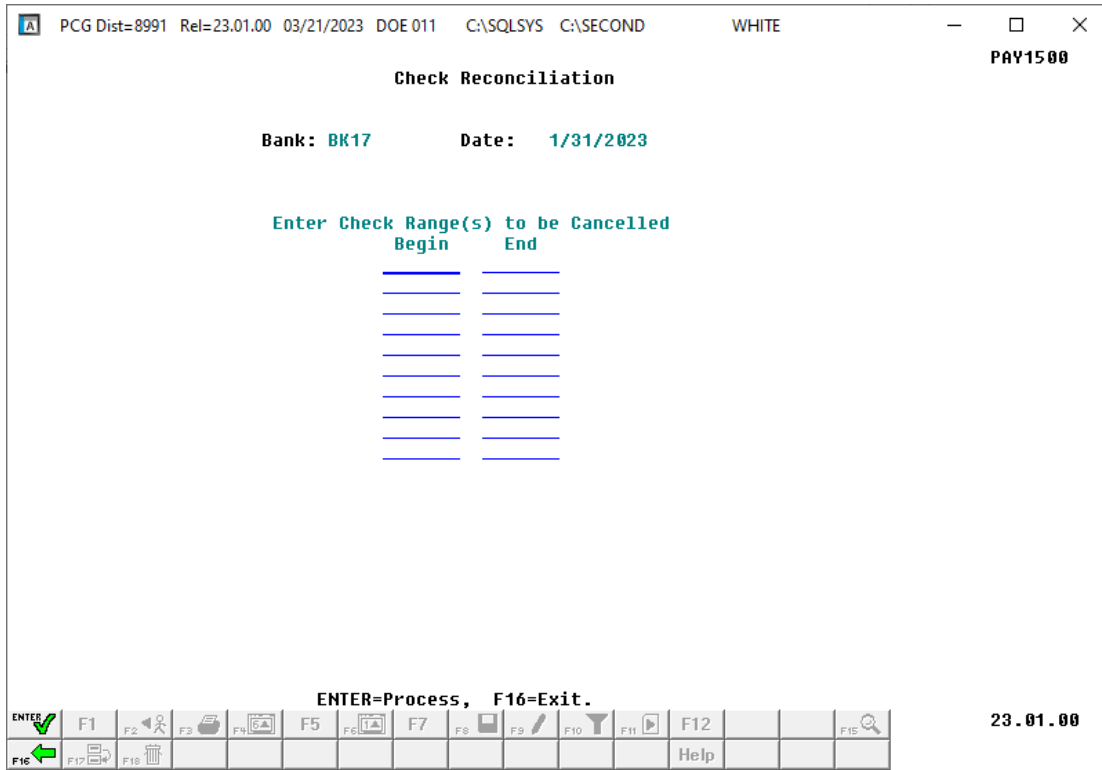 A PCG Dist=8991 Rel=23.01.00 03/21/2023 DOE 011 C:\SQLSYS C:\SECOND WHITE
PAY1500
Check Reconciliation
Bank: BK17 Date: 1/31/2023
Enter Check Range(s) to be Cancelled
Begin End
ENTER=Process, F16=Exit.
ENTER F1 F2 F3 F4 6 F5 F6 1 F7 F8 F9 F10 F11 F12 F15 23.01.00
F16 F17 F18 Help